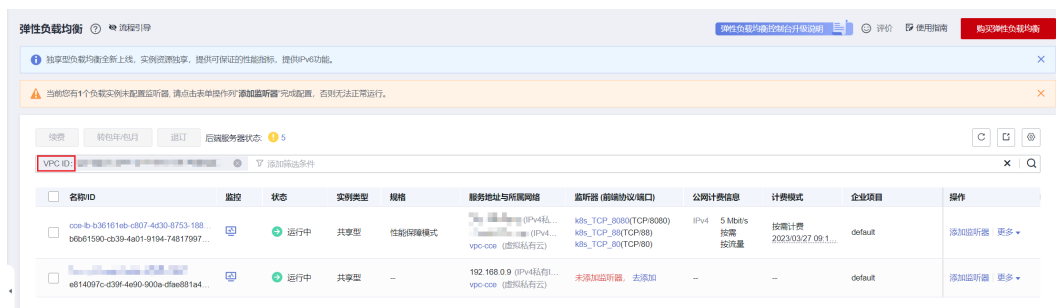 弹性负载均衡 流程引导 弹性负载均衡控制台升级说明 评价 使用指南 购买弹性负载均衡
独享型负载均衡全新上线，实例资源独享，提供可保证的性能指标，提供IPv6功能。
当前您有1个负载实例未配置监听器, 请点击表单操作列“添加监听器”完成配置，否则无法正常运行。
续费 转包年/包月 退订 后端服务器状态: 5
VPC ID: 添加筛选条件
名称/ID 监控 状态 实例类型 规格 服务地址与所属网络 监听器 (前端协议/端口) 公网计费信息 计费模式 企业项目 操作
cce-lb-b36161eb-c807-4d30-8753-188...
b6b61590-cb39-4a01-9194-74817997...
运行中 共享型 性能保障模式
(IPv4私...
(IPv4...
vpc-cce (虚拟私有云)
k8s_TCP_8080(TCP/8080)
k8s_TCP_88(TCP/88)
k8s_TCP_80(TCP/80)
IPv4 5 Mbit/s
按需
按流量
按需计费
2023/03/27 09:1...
default 添加监听器 更多
e814097c-d39f-4e90-900a-dfae881a4...
运行中 共享型 --
192.168.0.9 (IPv4私有I...
vpc-cce (虚拟私有云)
未添加监听器， 去添加 -- -- default 添加监听器 更多